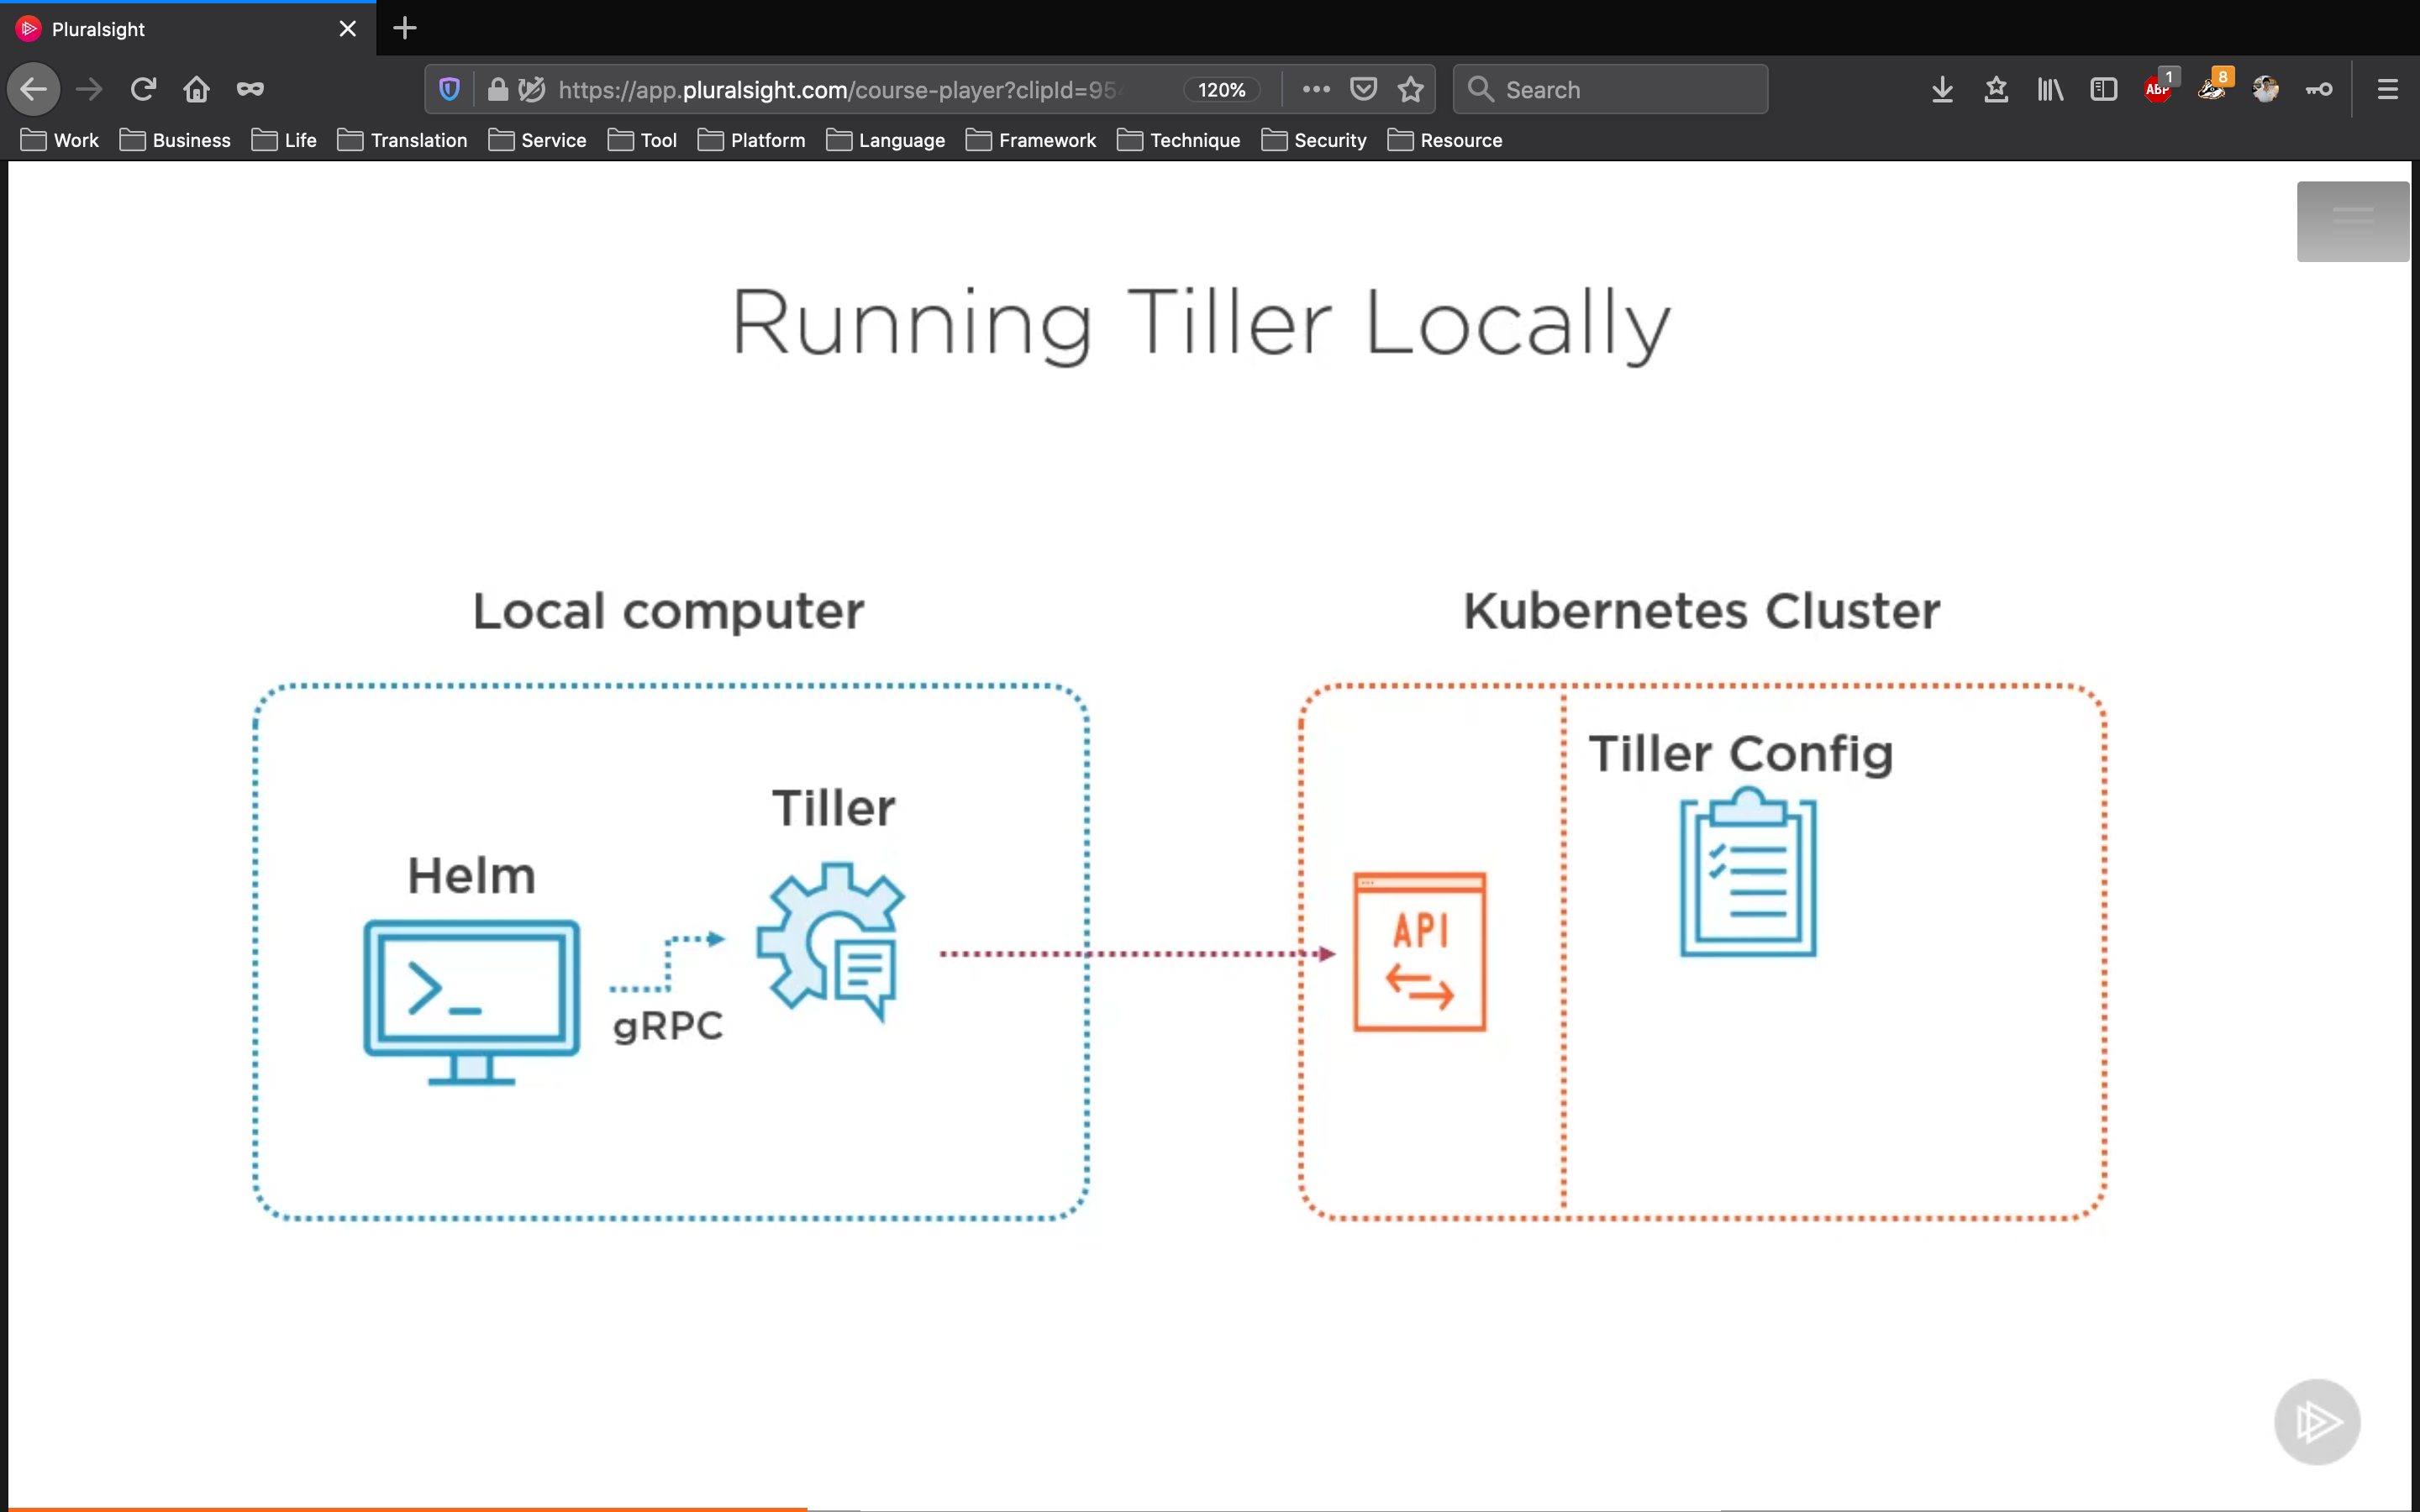 Pluralsight
https://app.pluralsight.com/course-player?clipId=95
120%
Search
1
8
ABP
Work
Business
Life
Translation
Service
Tool
Platform
Language
Framework
Technique
Security
Resource
Running Tiller Locally
Local computer
Kubernetes Cluster
Tiller Config
Tiller
Helm
API
>_
gRPC